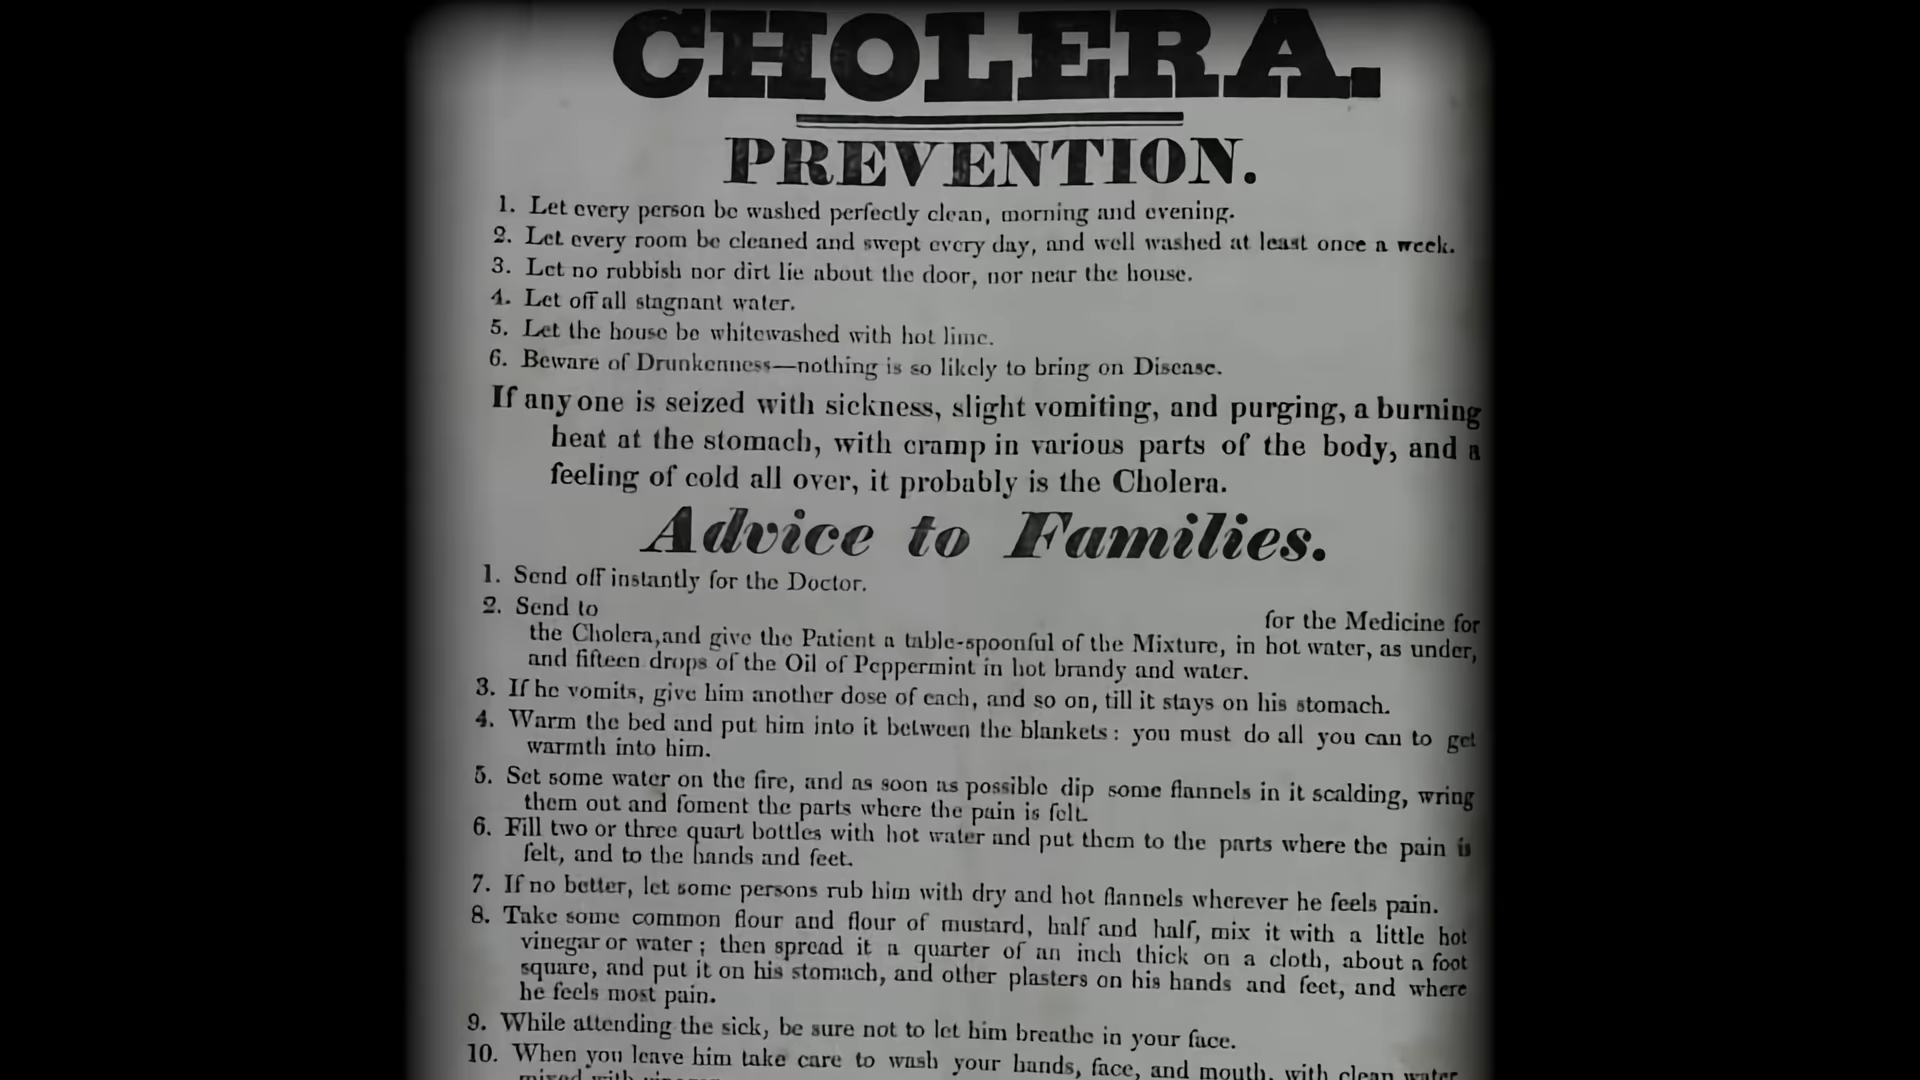 CHOLERA.
PREVENTION.
1. Let every person be washed perfectly clean, morning and evening.
2. Let every room be cleaned and swept every day, and well washed at least once a week.
3. Let no rubbish nor dirt lie about the door, nor near the house.
4. Let off all stagnant water.
5. Let the house be whitewashed with hot lime.
6. Beware of Drunkenness—nothing is so likely to bring on Disease.
If any one is seized with sickness, slight vomiting, and purging, a burning
heat at the stomach, with cramp in various parts of the body, and a
feeling of cold all over, it probably is the Cholera.
Advice to Families.
1. Send off instantly for the Doctor.
2. Send to for the Medicine for
the Cholera, and give the Patient a table-spoonful of the Mixture, in hot water, as under,
and fifteen drops of the Oil of Peppermint in hot brandy and water.
3. If he vomits, give him another dose of each, and so on, till it stays on his stomach.
4. Warm the bed and put him into it between the blankets: you must do all you can to get
warmth into him.
5. Set some water on the fire, and as soon as possible dip some flannels in it scalding, wring
them out and foment the parts where the pain is felt.
6. Fill two or three quart bottles with hot water and put them to the parts where the pain is
felt, and to the hands and feet.
7. If no better, let some persons rub him with dry and hot flannels wherever he feels pain.
8. Take some common flour and flour of mustard, half and half, mix it with a little hot
vinegar or water; then spread it a quarter of an inch thick on a cloth, about a foot
square, and put it on his stomach, and other plasters on his hands and feet, and where
he feels most pain.
9. While attending the sick, be sure not to let him breathe in your face.
10. When you leave him take care to wash your hands, face, and mouth, with clean water
mixed with vinegar